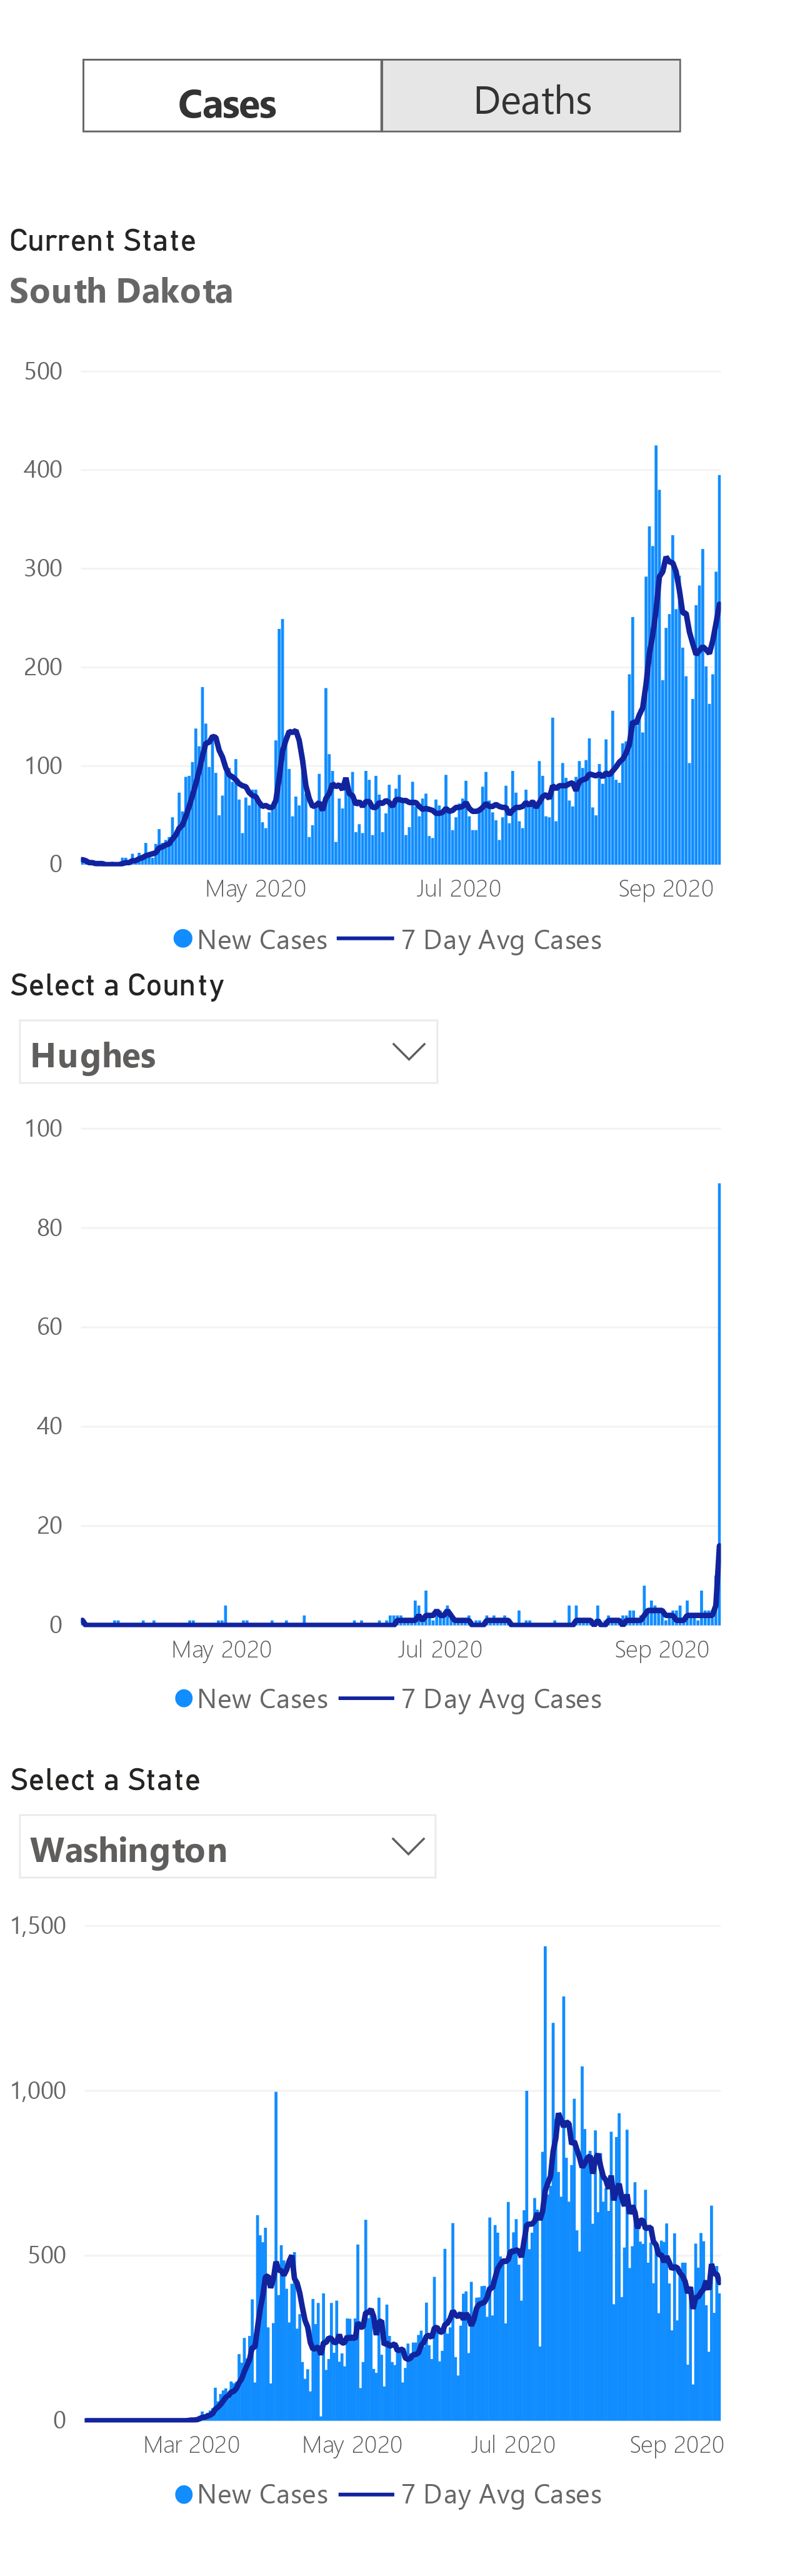 Cases Deaths
Current State
South Dakota
500
400
300
200
100
0
May 2020 Jul 2020 Sep 2020
New Cases 7 Day Avg Cases
Select a County
Hughes
100
80
60
40
20
0
May 2020 Jul 2020 Sep 2020
New Cases 7 Day Avg Cases
Select a State
Washington
1,500
1,000
500
0
Mar 2020 May 2020 Jul 2020 Sep 2020
New Cases 7 Day Avg Cases